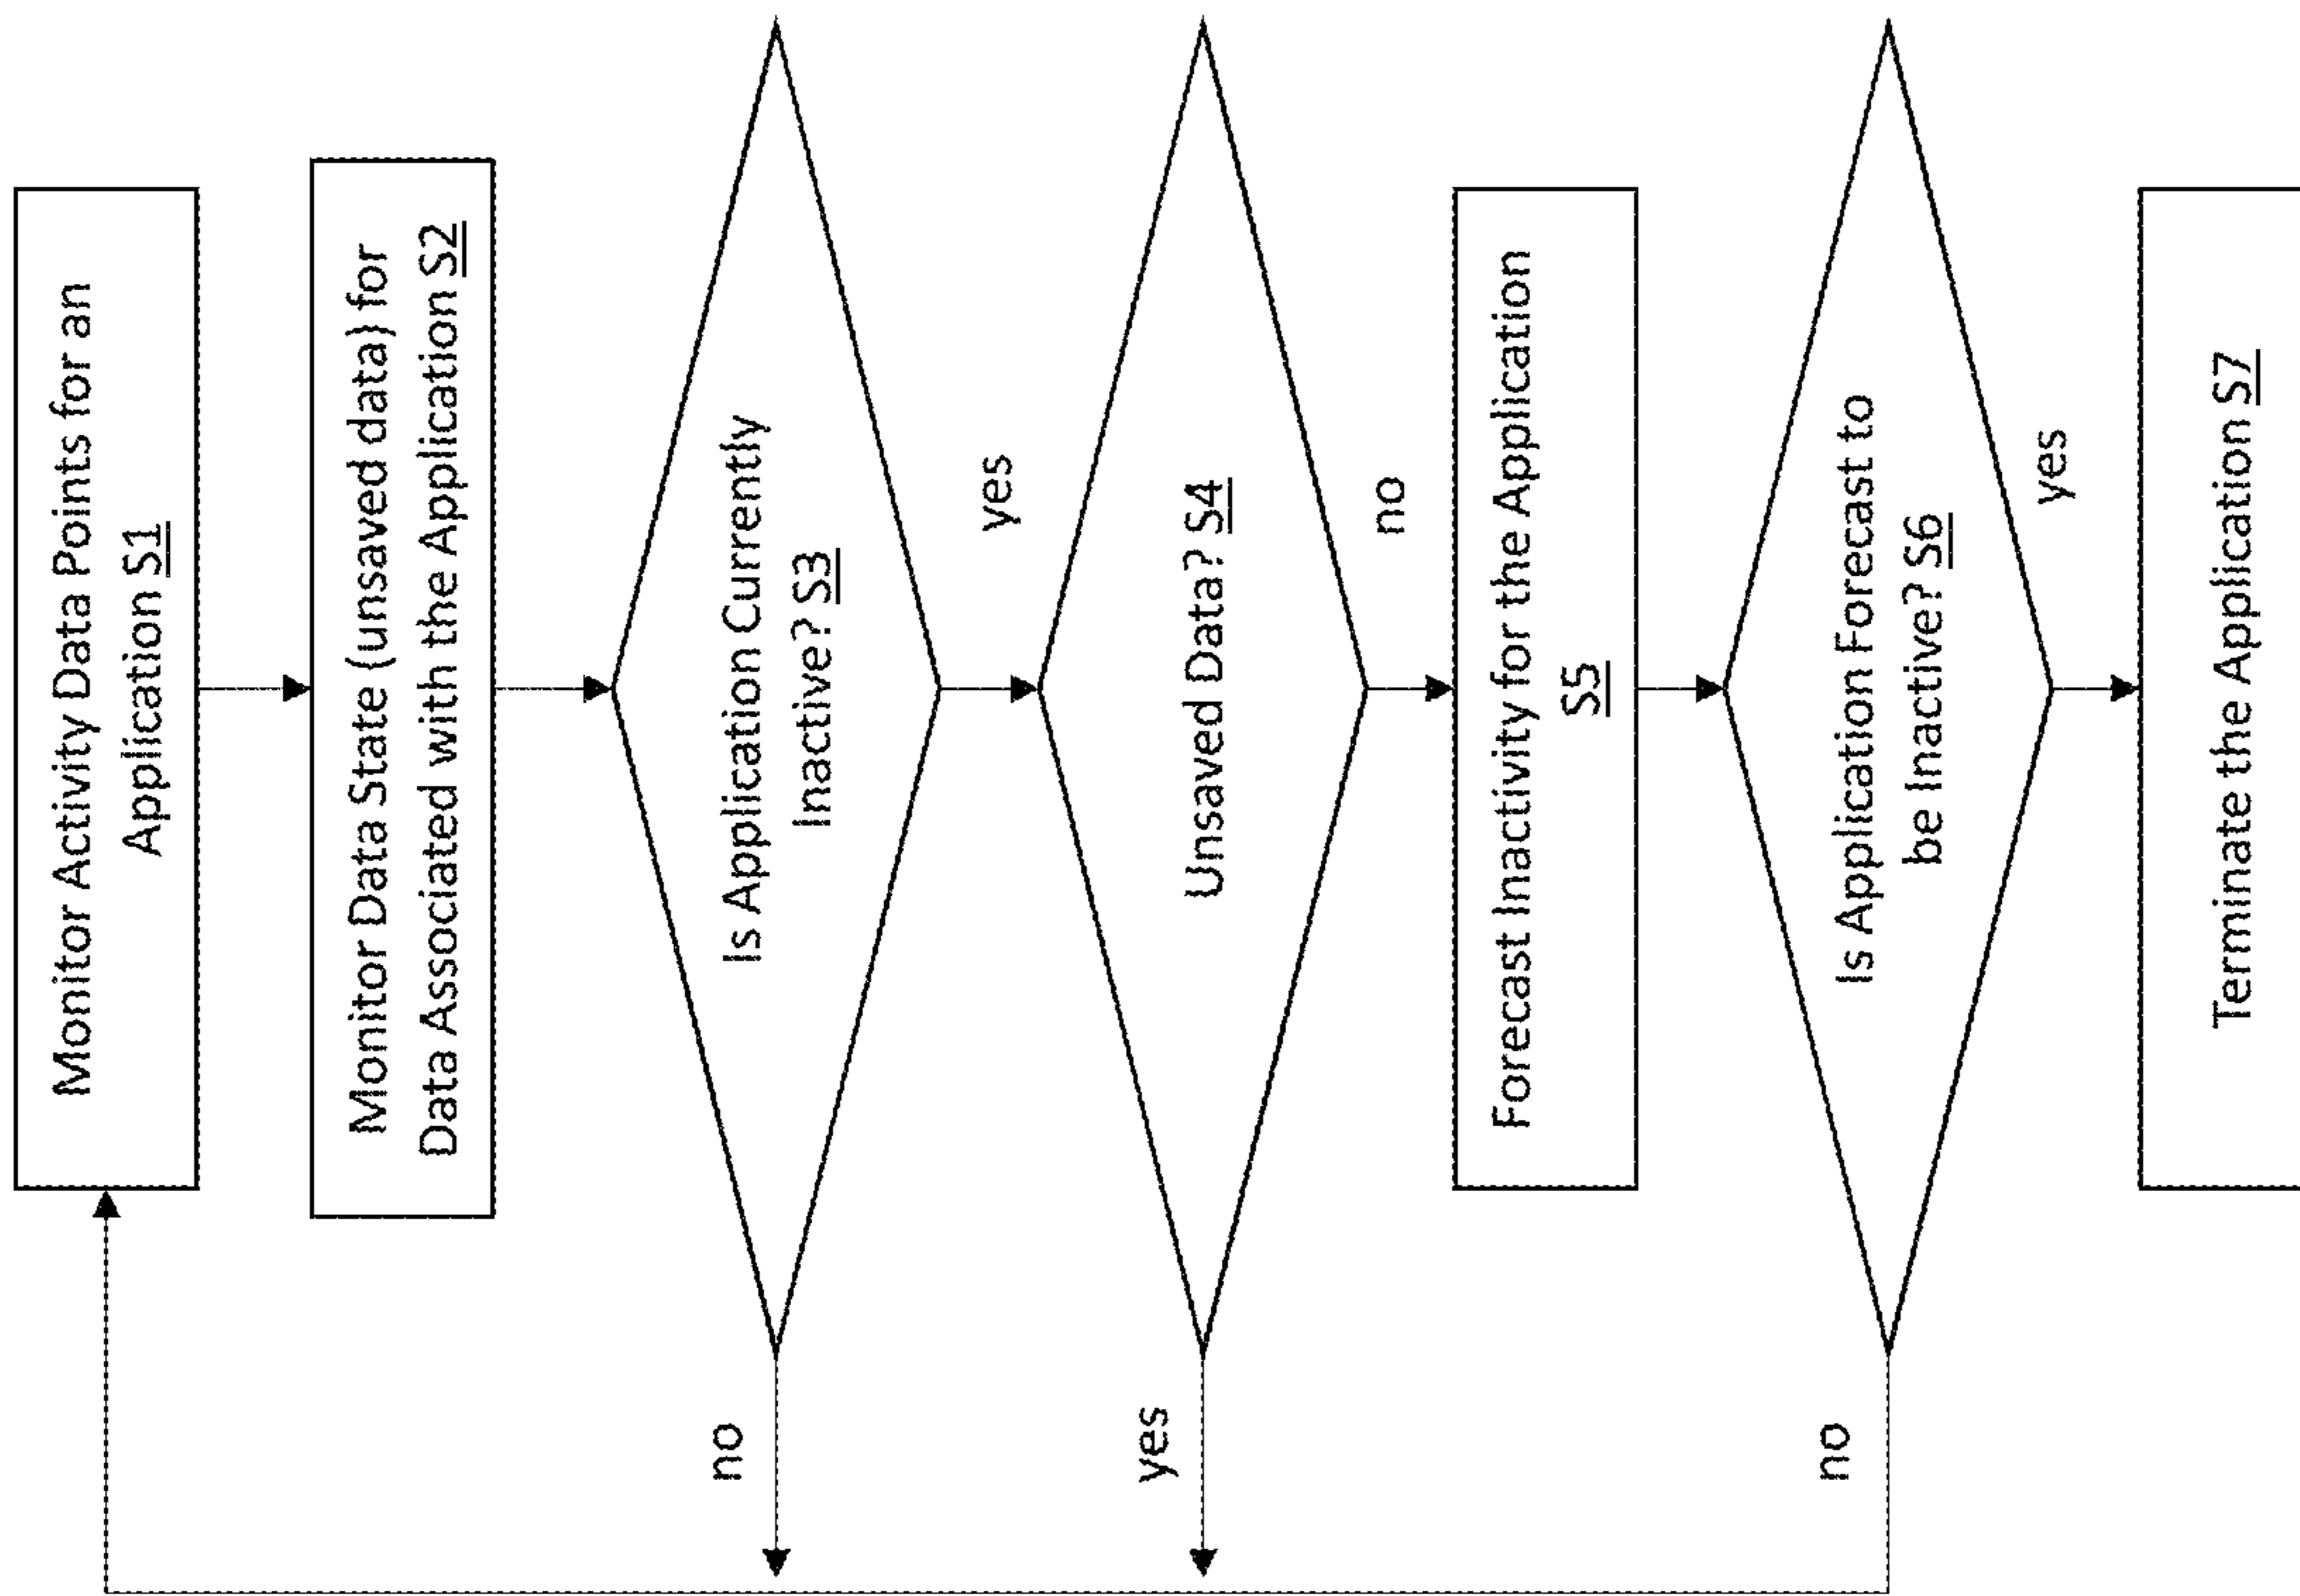 Monitor Activity Data Points for an
Application S1
Monitor Data State (unsaved data) for
Data Associated with the Application S2
Is Application Currently
Inactive? S3
no
yes
Unsaved Data? S4
yes
no
Forecast Inactivity for the Application
S5
Is Application Forecast to
be Inactive? S6
no
yes
Terminate the Application S7